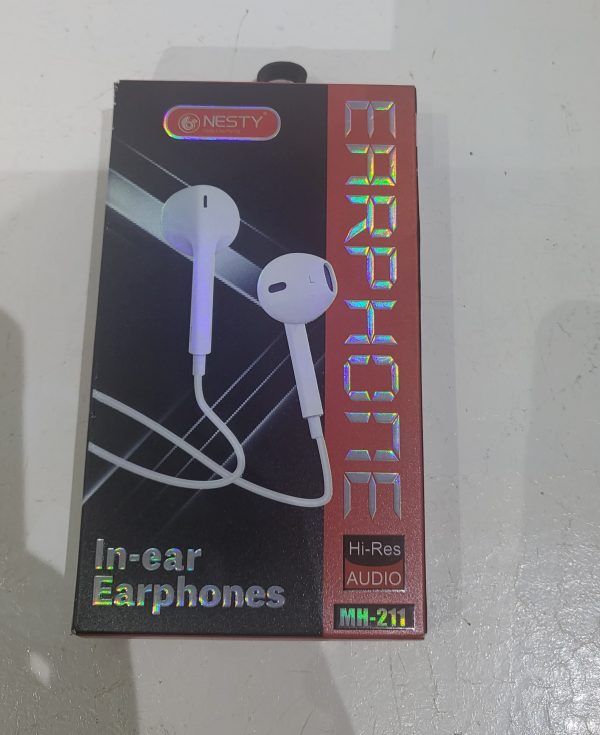 NESTY
EARPHONE
L
In-ear
Earphones
Hi-Res
AUDIO
MH-211